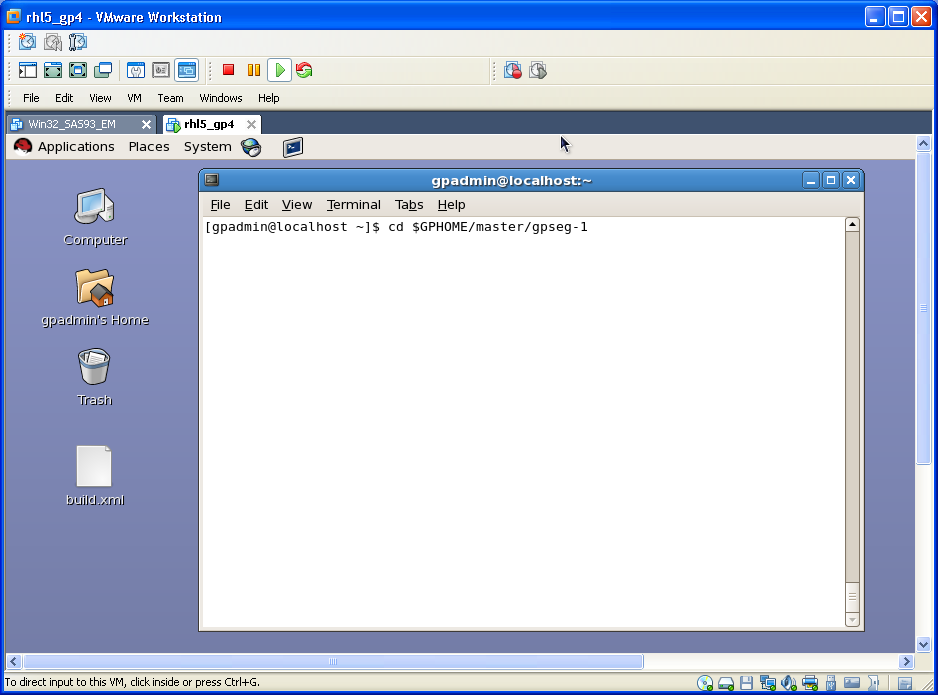 rhl5_gp4 - VMware Workstation
File Edit View VM Team Windows Help
Win32_SAS93_EM rhl5_gp4
Applications Places System
gpadmin@localhost:~
File Edit View Terminal Tabs Help
[gpadmin@localhost ~]$ cd $GPHOME/master/gpseg-1
Computer
gpadmin's Home
Trash
build.xml
To direct input to this VM, click inside or press Ctrl+G.